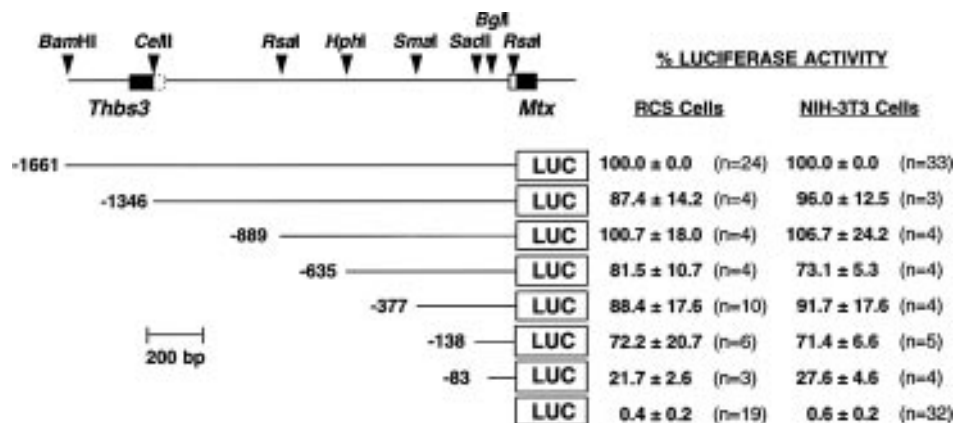 BglI
BamHI CelII RsaI HphI SmaI SacII RsaI
% LUCIFERASE ACTIVITY
Thbs3 Mtx
RCS Cells NIH-3T3 Cells
-1661 LUC 100.0 ± 0.0 (n=24) 100.0 ± 0.0 (n=33)
-1346 LUC 87.4 ± 14.2 (n=4) 96.0 ± 12.5 (n=3)
-889 LUC 100.7 ± 18.0 (n=4) 106.7 ± 24.2 (n=4)
-635 LUC 81.5 ± 10.7 (n=4) 73.1 ± 5.3 (n=4)
-377 LUC 88.4 ± 17.6 (n=10) 91.7 ± 17.6 (n=4)
-138 LUC 72.2 ± 20.7 (n=6) 71.4 ± 6.6 (n=5)
200 bp
-83 LUC 21.7 ± 2.6 (n=3) 27.6 ± 4.6 (n=4)
LUC 0.4 ± 0.2 (n=19) 0.6 ± 0.2 (n=32)